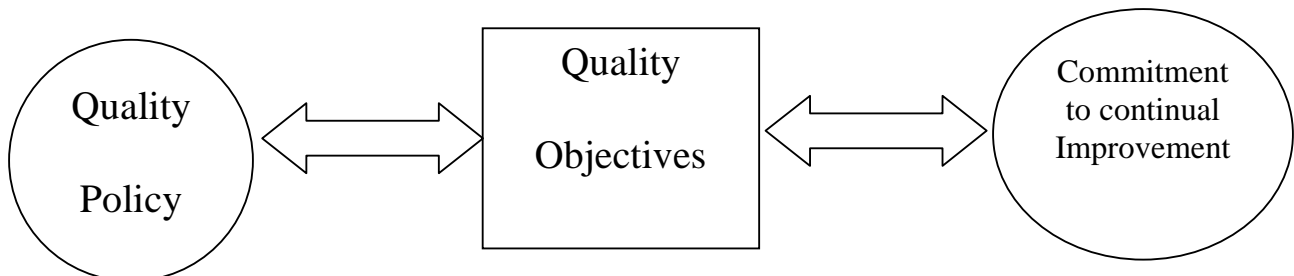 Quality
Policy
Quality
Objectives
Commitment
to continual
Improvement